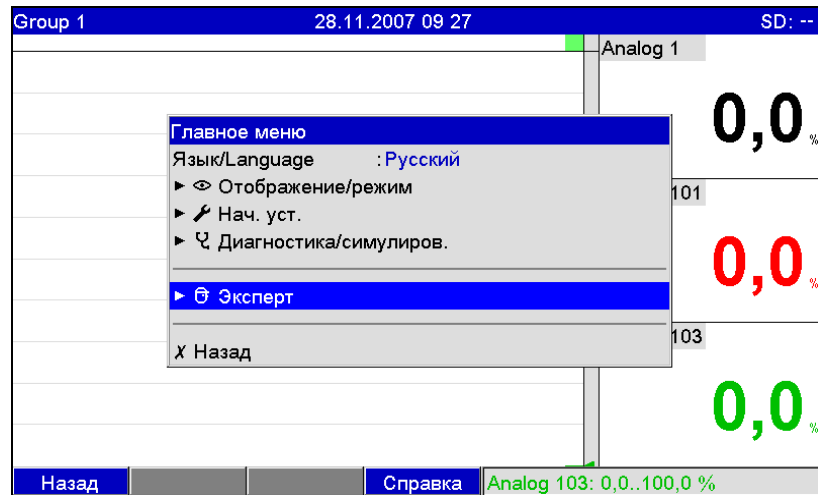 Group 1 28.11.2007 09 27 SD: --
Analog 1
0,0 %
Главное меню
Язык/Language :Русский
Отображение/режим
Нач. уст.
Диагностика/симулиров.
Эксперт
X Назад
101
0,0 %
103
0,0 %
Назад Справка Analog 103: 0,0..100,0 %